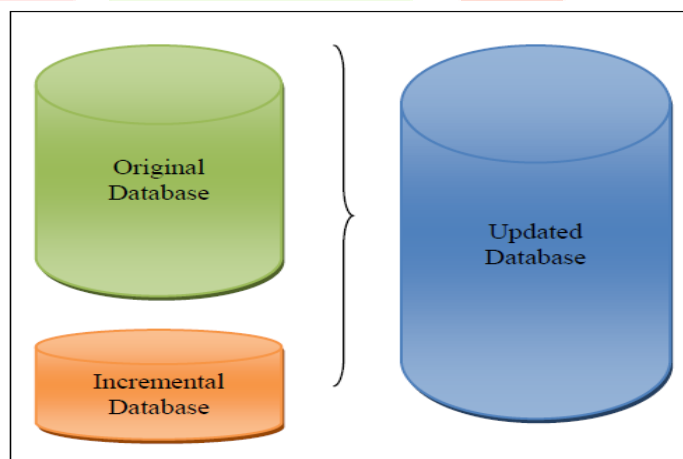 Original
Database
Updated
Database
Incremental
Database